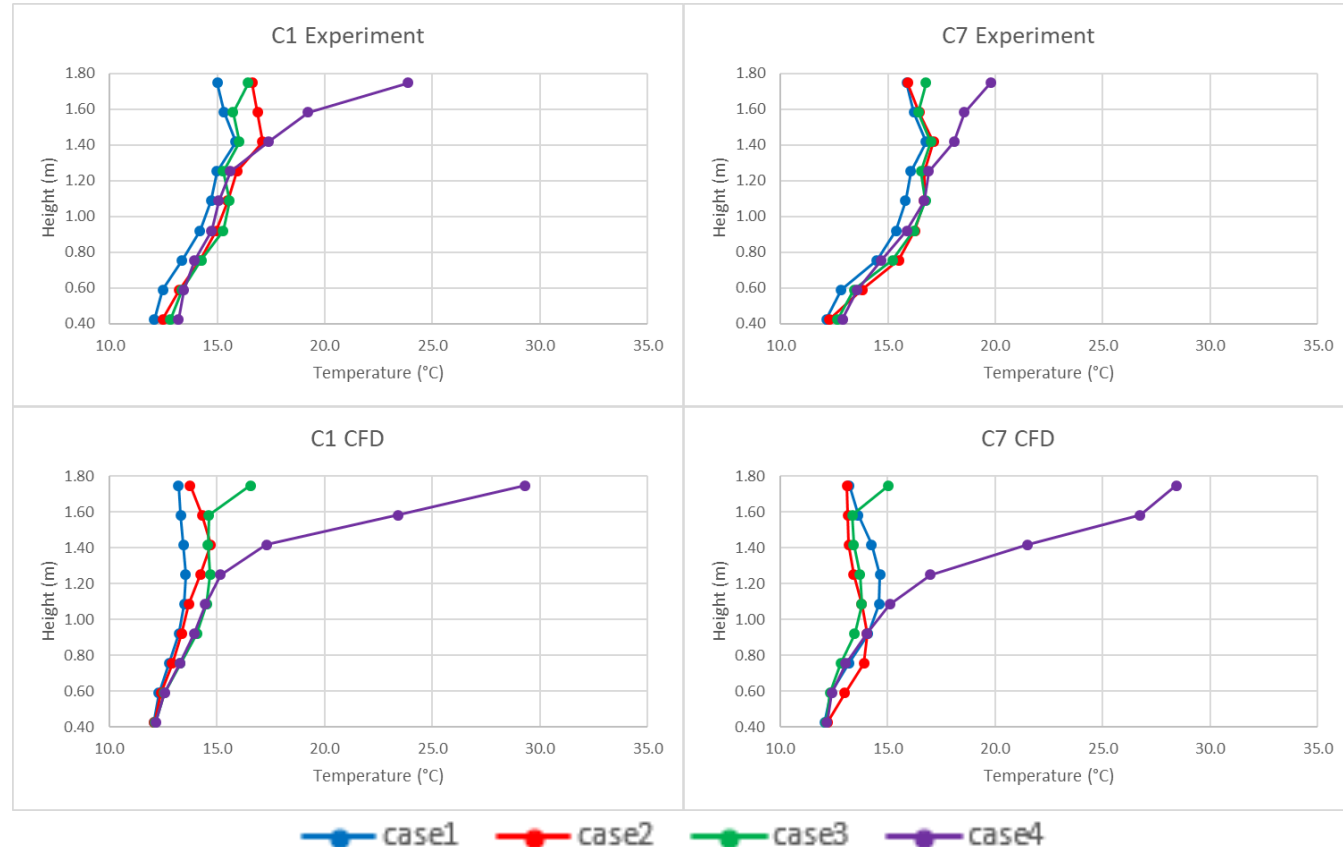 C1 Experiment
1.80
1.60
1.40
1.20
1.00
0.80
0.60
0.40
Height (m)
10.0 15.0 20.0 25.0 30.0 35.0
Temperature (°C)
C7 Experiment
1.80
1.60
1.40
1.20
1.00
0.80
0.60
0.40
Height (m)
10.0 15.0 20.0 25.0 30.0 35.0
Temperature (°C)
C1 CFD
1.80
1.60
1.40
1.20
1.00
0.80
0.60
0.40
Height (m)
10.0 15.0 20.0 25.0 30.0 35.0
Temperature (°C)
C7 CFD
1.80
1.60
1.40
1.20
1.00
0.80
0.60
0.40
Height (m)
10.0 15.0 20.0 25.0 30.0 35.0
Temperature (°C)
case1 case2 case3 case4